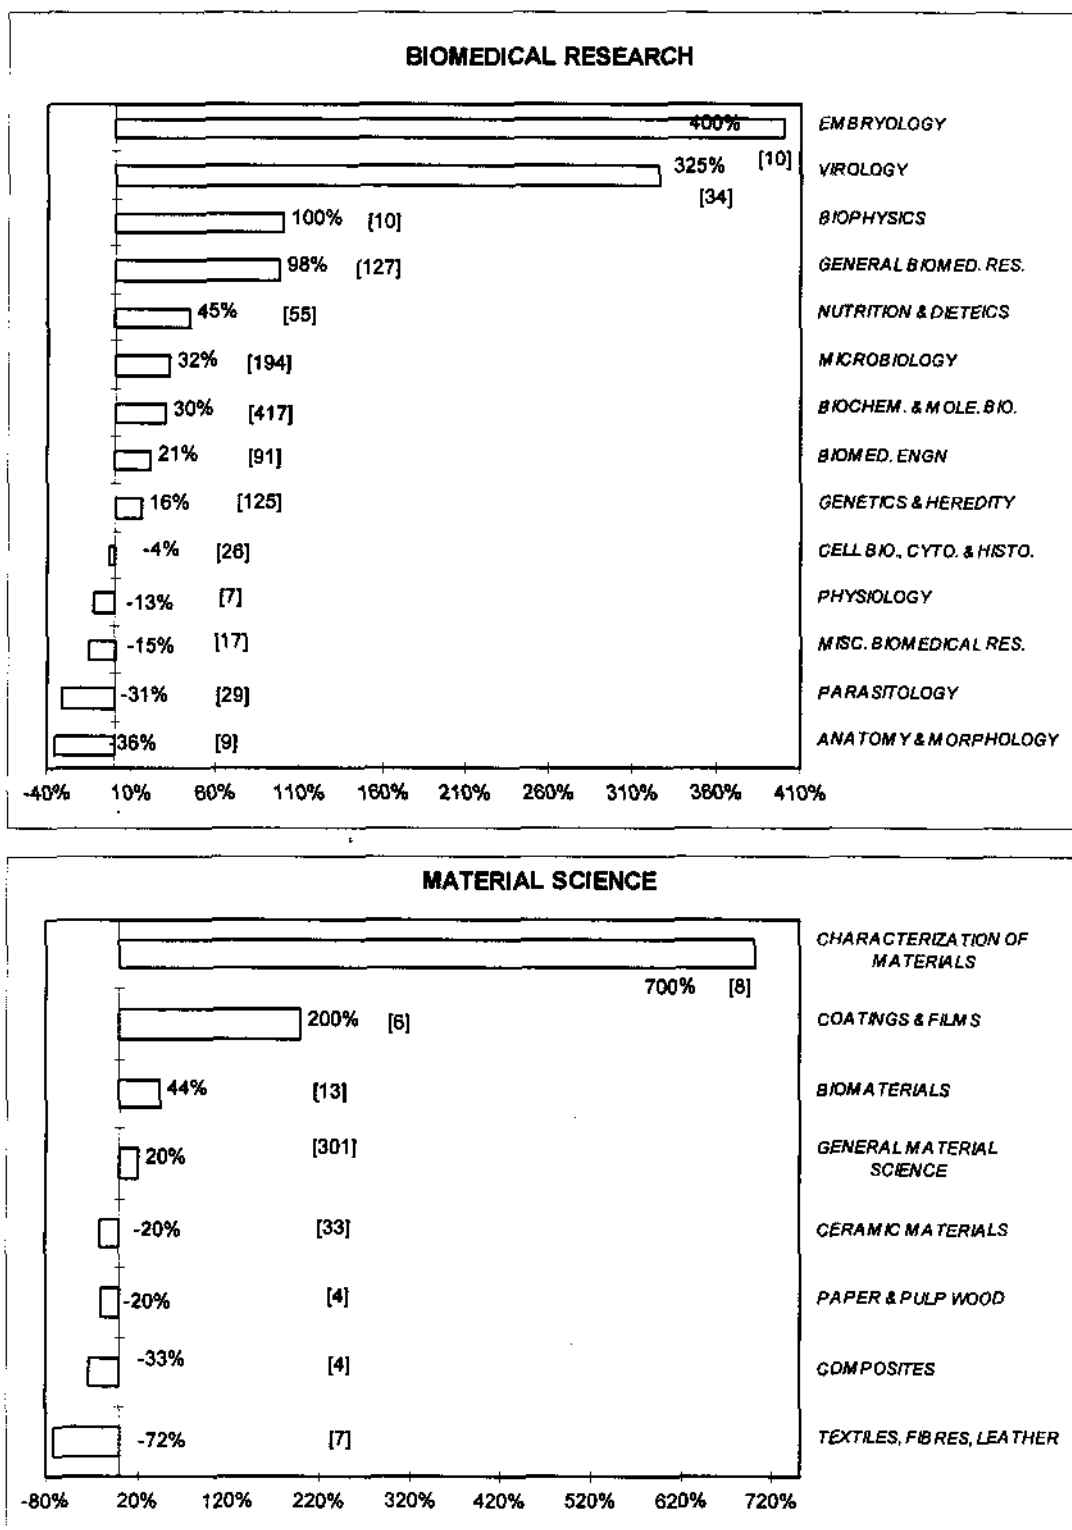 BIOMEDICAL RESEARCH
400% [10] EMBRYOLOGY
325% [34] VIROLOGY
100% [10] BIOPHYSICS
98% [127] GENERAL BIOMED. RES.
45% [55] NUTRITION & DIETEICS
32% [194] MICROBIOLOGY
30% [417] BIOCHEM. & MOLE. BIO.
21% [91] BIOMED. ENGN
16% [125] GENETICS & HEREDITY
-4% [26] CELL BIO., CYTO. & HISTO.
-13% [7] PHYSIOLOGY
-15% [17] MISC. BIOMEDICAL RES.
-31% [29] PARASITOLOGY
-36% [9] ANATOMY & MORPHOLOGY
-40% 10% 60% 110% 160% 210% 260% 310% 360% 410%
MATERIAL SCIENCE
CHARACTERIZATION OF
MATERIALS
700% [8]
200% [6] COATINGS & FILMS
44% [13] BIOMATERIALS
20% [301] GENERAL MATERIAL
SCIENCE
-20% [33] CERAMIC MATERIALS
-20% [4] PAPER & PULP WOOD
-33% [4] COMPOSITES
-72% [7] TEXTILES, FIBRES, LEATHER
-80% 20% 120% 220% 320% 420% 520% 620% 720%